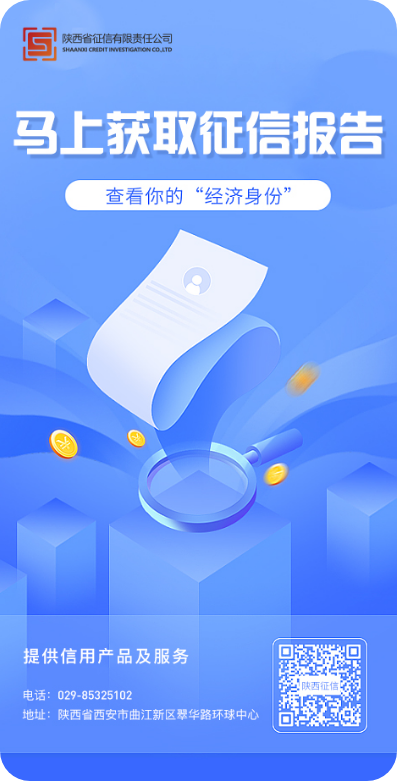 陕西省征信有限责任公司
SHAANXI CREDIT INVESTIGATION CO.,LTD
马上获取征信报告
查看你的“经济身份”
提供信用产品及服务
电话：029-85325102
地址：陕西省西安市曲江新区翠华路环球中心
陕西征信